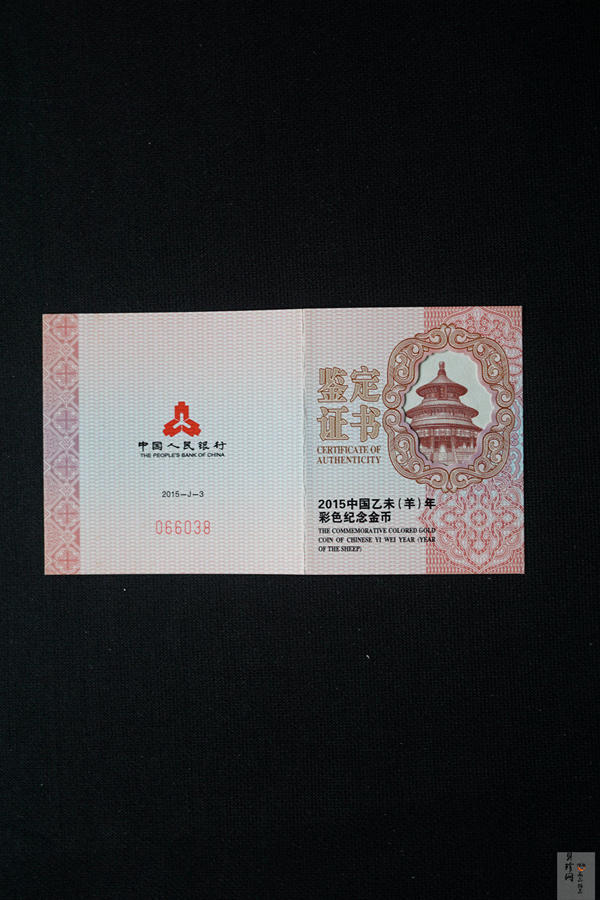 中国人民银行
THE PEOPLE'S BANK OF CHINA
2015-J-3
066038
鉴定
证书
CERTIFICATE OF
AUTHENTICITY
2015中国乙未(羊)年
彩色纪念金币
THE COMMEMORATIVE COLORED GOLD
COIN OF CHINESE YI WEI YEAR (YEAR
OF THE SHEEP)